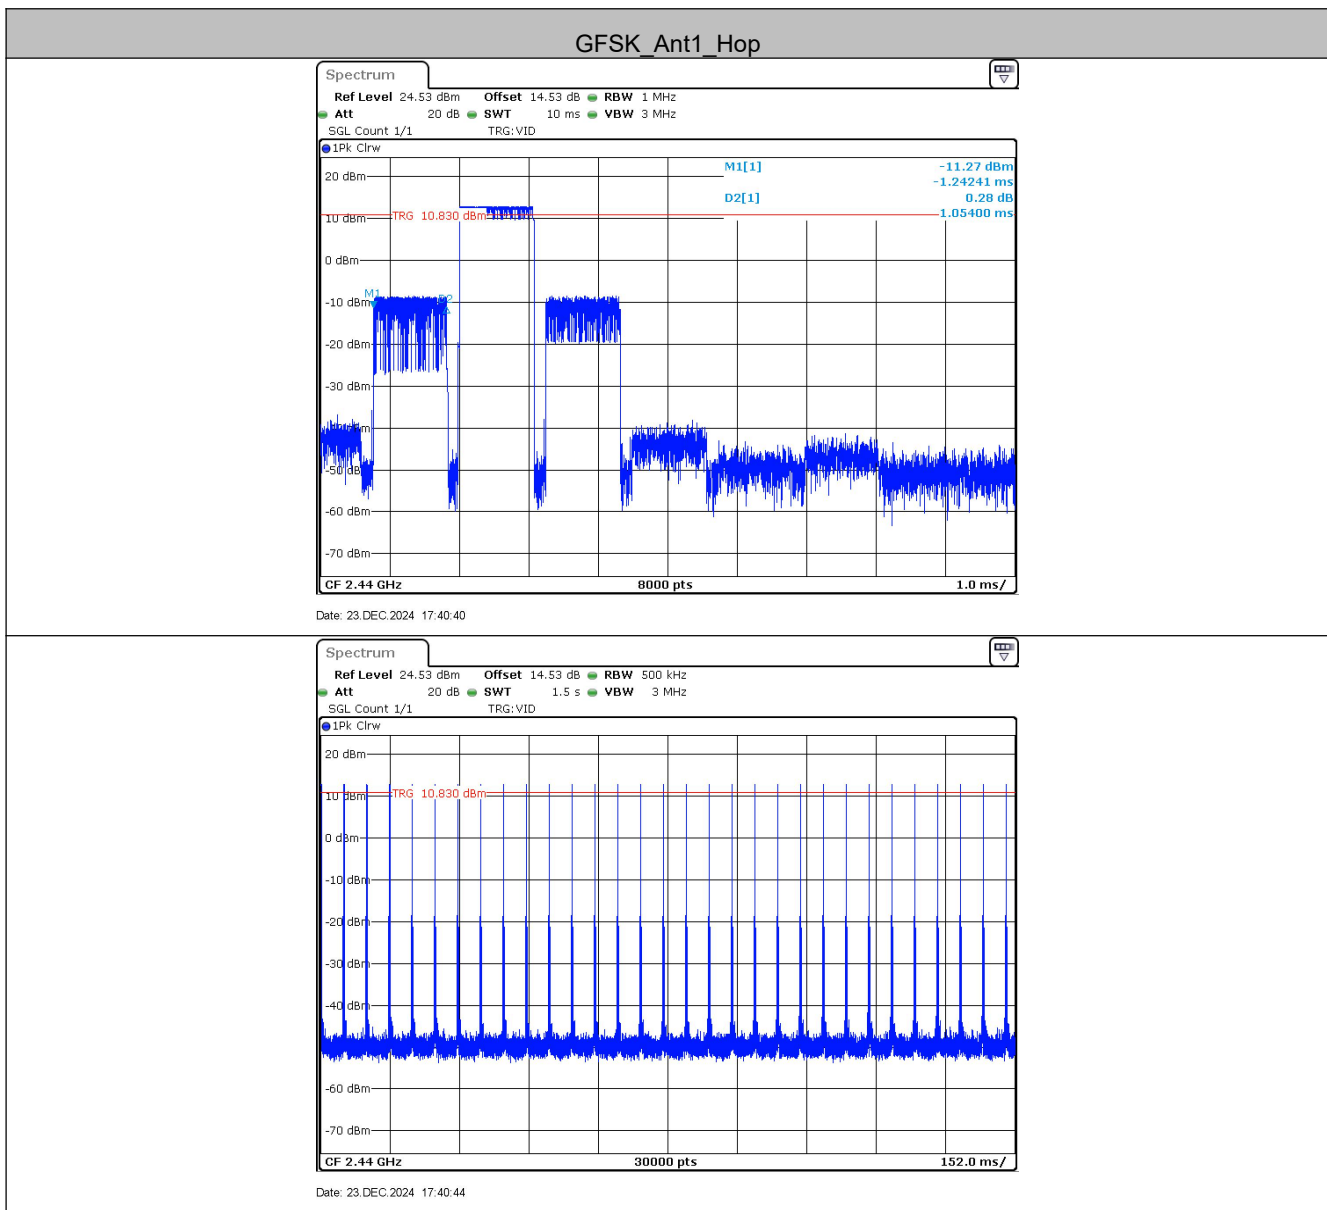 GFSK_Ant1_Hop
Spectrum
Ref Level 24.53 dBm Offset 14.53 dB RBW 1 MHz
Att 20 dB SWT 10 ms VBW 3 MHz
SGL Count 1/1 TRG:VID
1Pk Clrw
M1[1] -11.27 dBm
-1.24241 ms
D2[1] 0.28 dB
1.05400 ms
20 dBm
10 dBm
TRG 10.830 dBm
0 dBm
M1
D2
-10 dBm
-20 dBm
-30 dBm
-50 dBm
-60 dBm
-70 dBm
CF 2.44 GHz 8000 pts 1.0 ms/
Date: 23.DEC.2024 17:40:40
Spectrum
Ref Level 24.53 dBm Offset 14.53 dB RBW 500 kHz
Att 20 dB SWT 1.5 s VBW 3 MHz
SGL Count 1/1 TRG:VID
1Pk Clrw
20 dBm
10 dBm
TRG 10.830 dBm
0 dBm
-10 dBm
-20 dBm
-30 dBm
-40 dBm
-60 dBm
-70 dBm
CF 2.44 GHz 30000 pts 152.0 ms/
Date: 23.DEC.2024 17:40:44